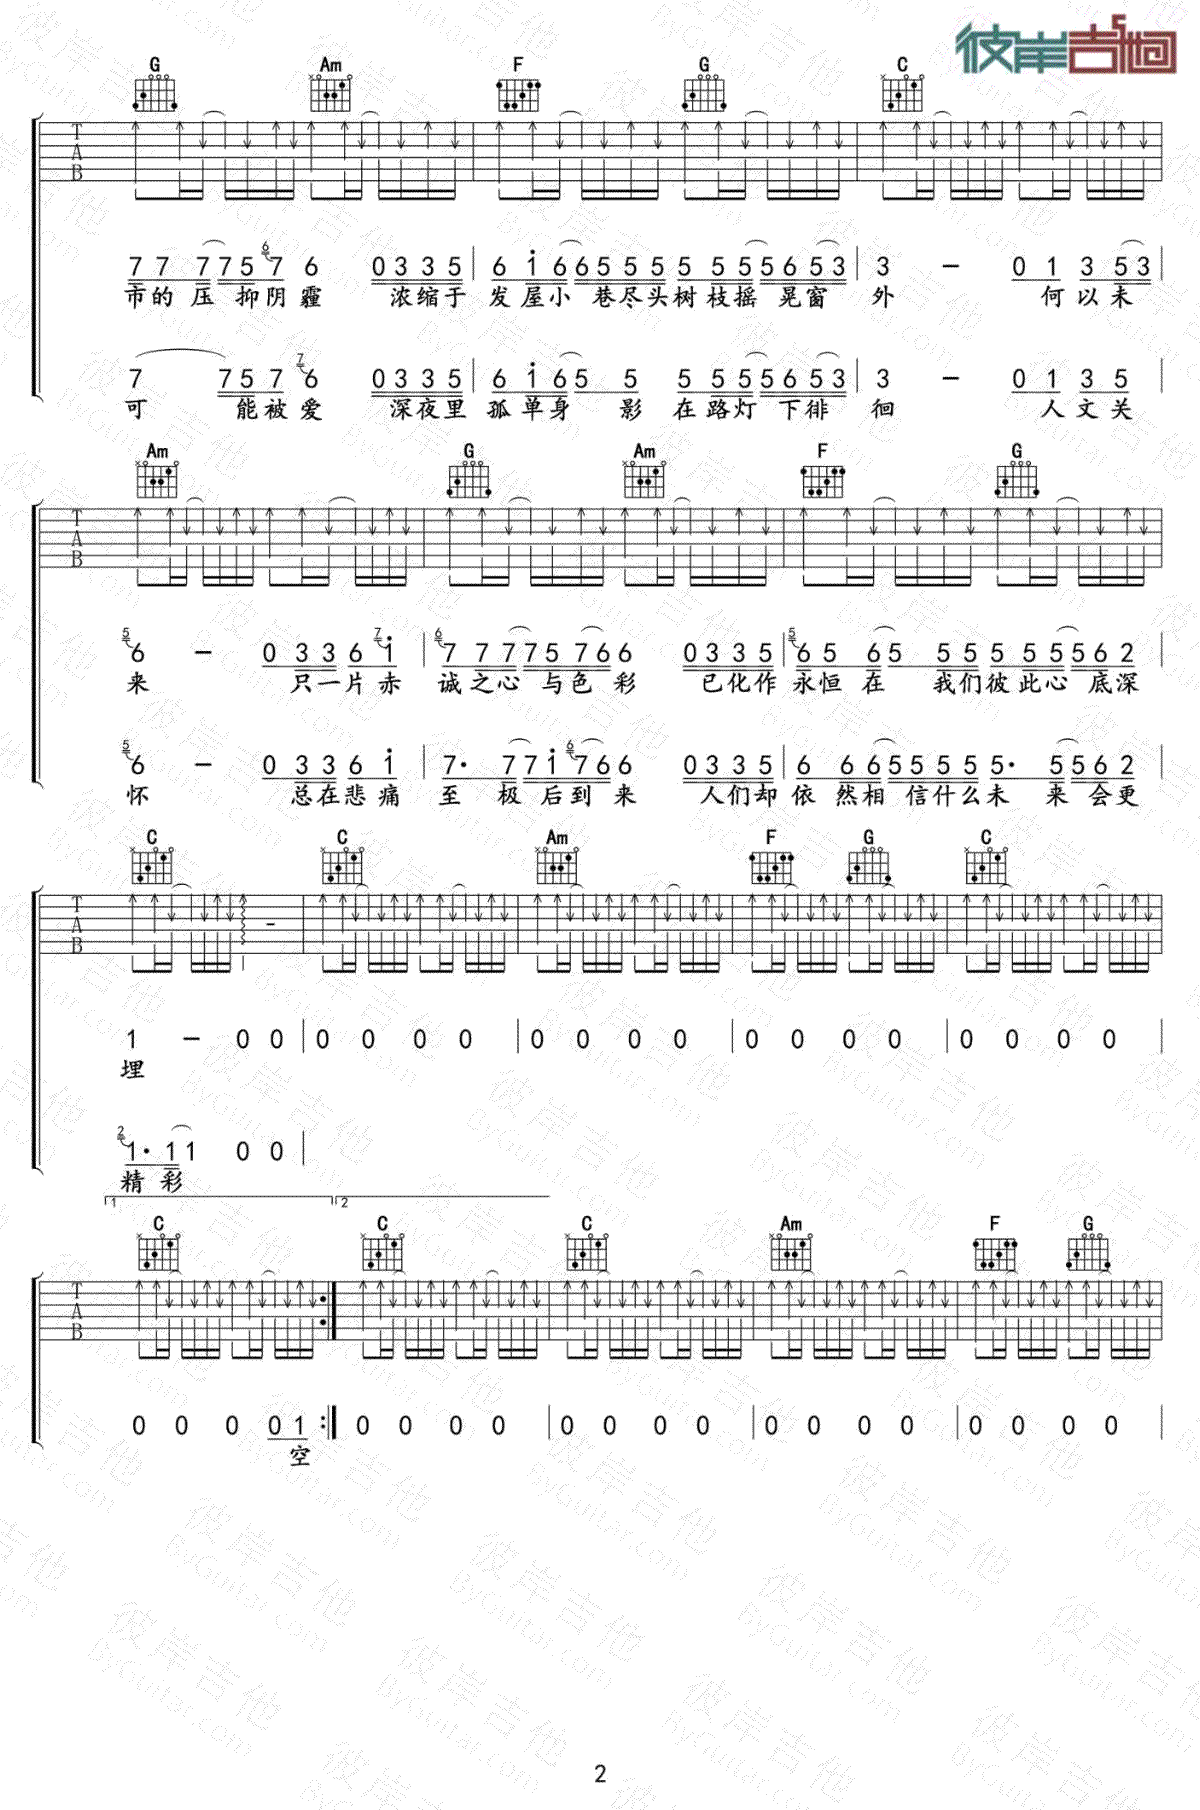 彼岸吉他
G Am F G C
T A B
7 7 7 7 5 6 7 6 0 3 3 5 6 i 6 6 5 5 5 5 5 5 5 6 5 3 3 - 0 1 3 5 3
市的压 抑阴霾 浓缩于 发屋小 巷尽头树 枝摇 晃窗 外 何以未
7 7 5 7 7 6 0 3 3 5 6 i 6 5 5 5 5 5 5 6 5 3 3 - 0 1 3 5
可 能被爱 深夜里 孤单身 影 在路灯 下徘 徊 人文关
Am G Am F G
T A B
5 6 - 0 3 3 6 7 i 6 7 7 7 7 7 5 7 6 6 0 3 3 5 5 6 5 6 5 5 5 5 5 5 5 6 2
来 只一片赤 诚之心 与色彩 已化作 永恒在 我们彼此心 底深
5 6 - 0 3 3 6 i 7· 7 7 i 6 7 6 6 0 3 3 5 6 6 6 5 5 5 5 5· 5 5 6 2
怀 总在悲痛 至 极后到来 人们却依 然相 信什么未 来会更
C C Am F G C
T A B
1 - 0 0 0 0 0 0 0 0 0 0 0 0 0 0 0 0 0 0
埋
2 1· 1 1 0 0
精 彩
1 2
C C C Am F G
T A B
0 0 0 0 1 0 0 0 0 0 0 0 0 0 0 0 0 0 0 0 0
空
2